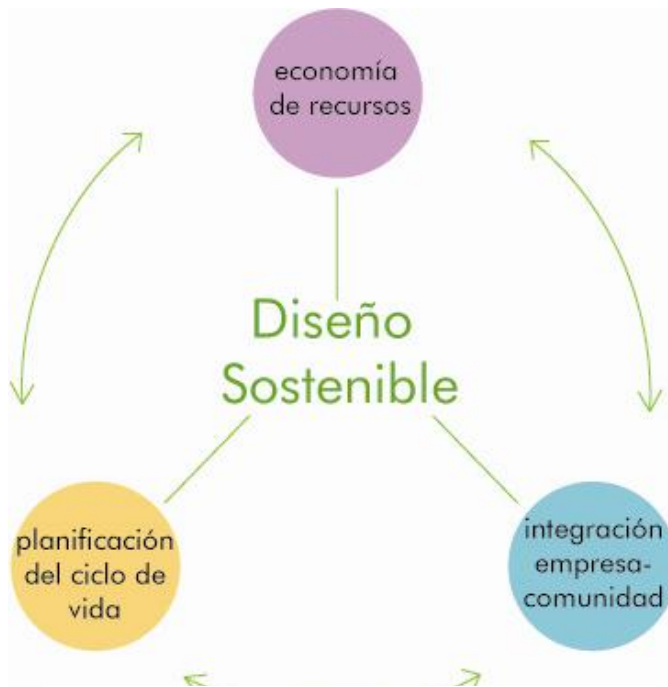 economía
de recursos
Diseño
Sostenible
planificación
del ciclo de
vida
integración
empresa-
comunidad